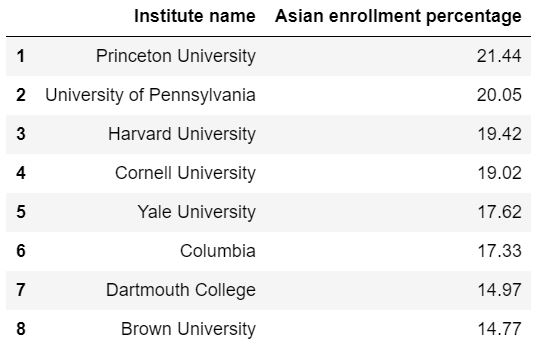 Institute name Asian enrollment percentage
1 Princeton University 21.44
2 University of Pennsylvania 20.05
3 Harvard University 19.42
4 Cornell University 19.02
5 Yale University 17.62
6 Columbia 17.33
7 Dartmouth College 14.97
8 Brown University 14.77